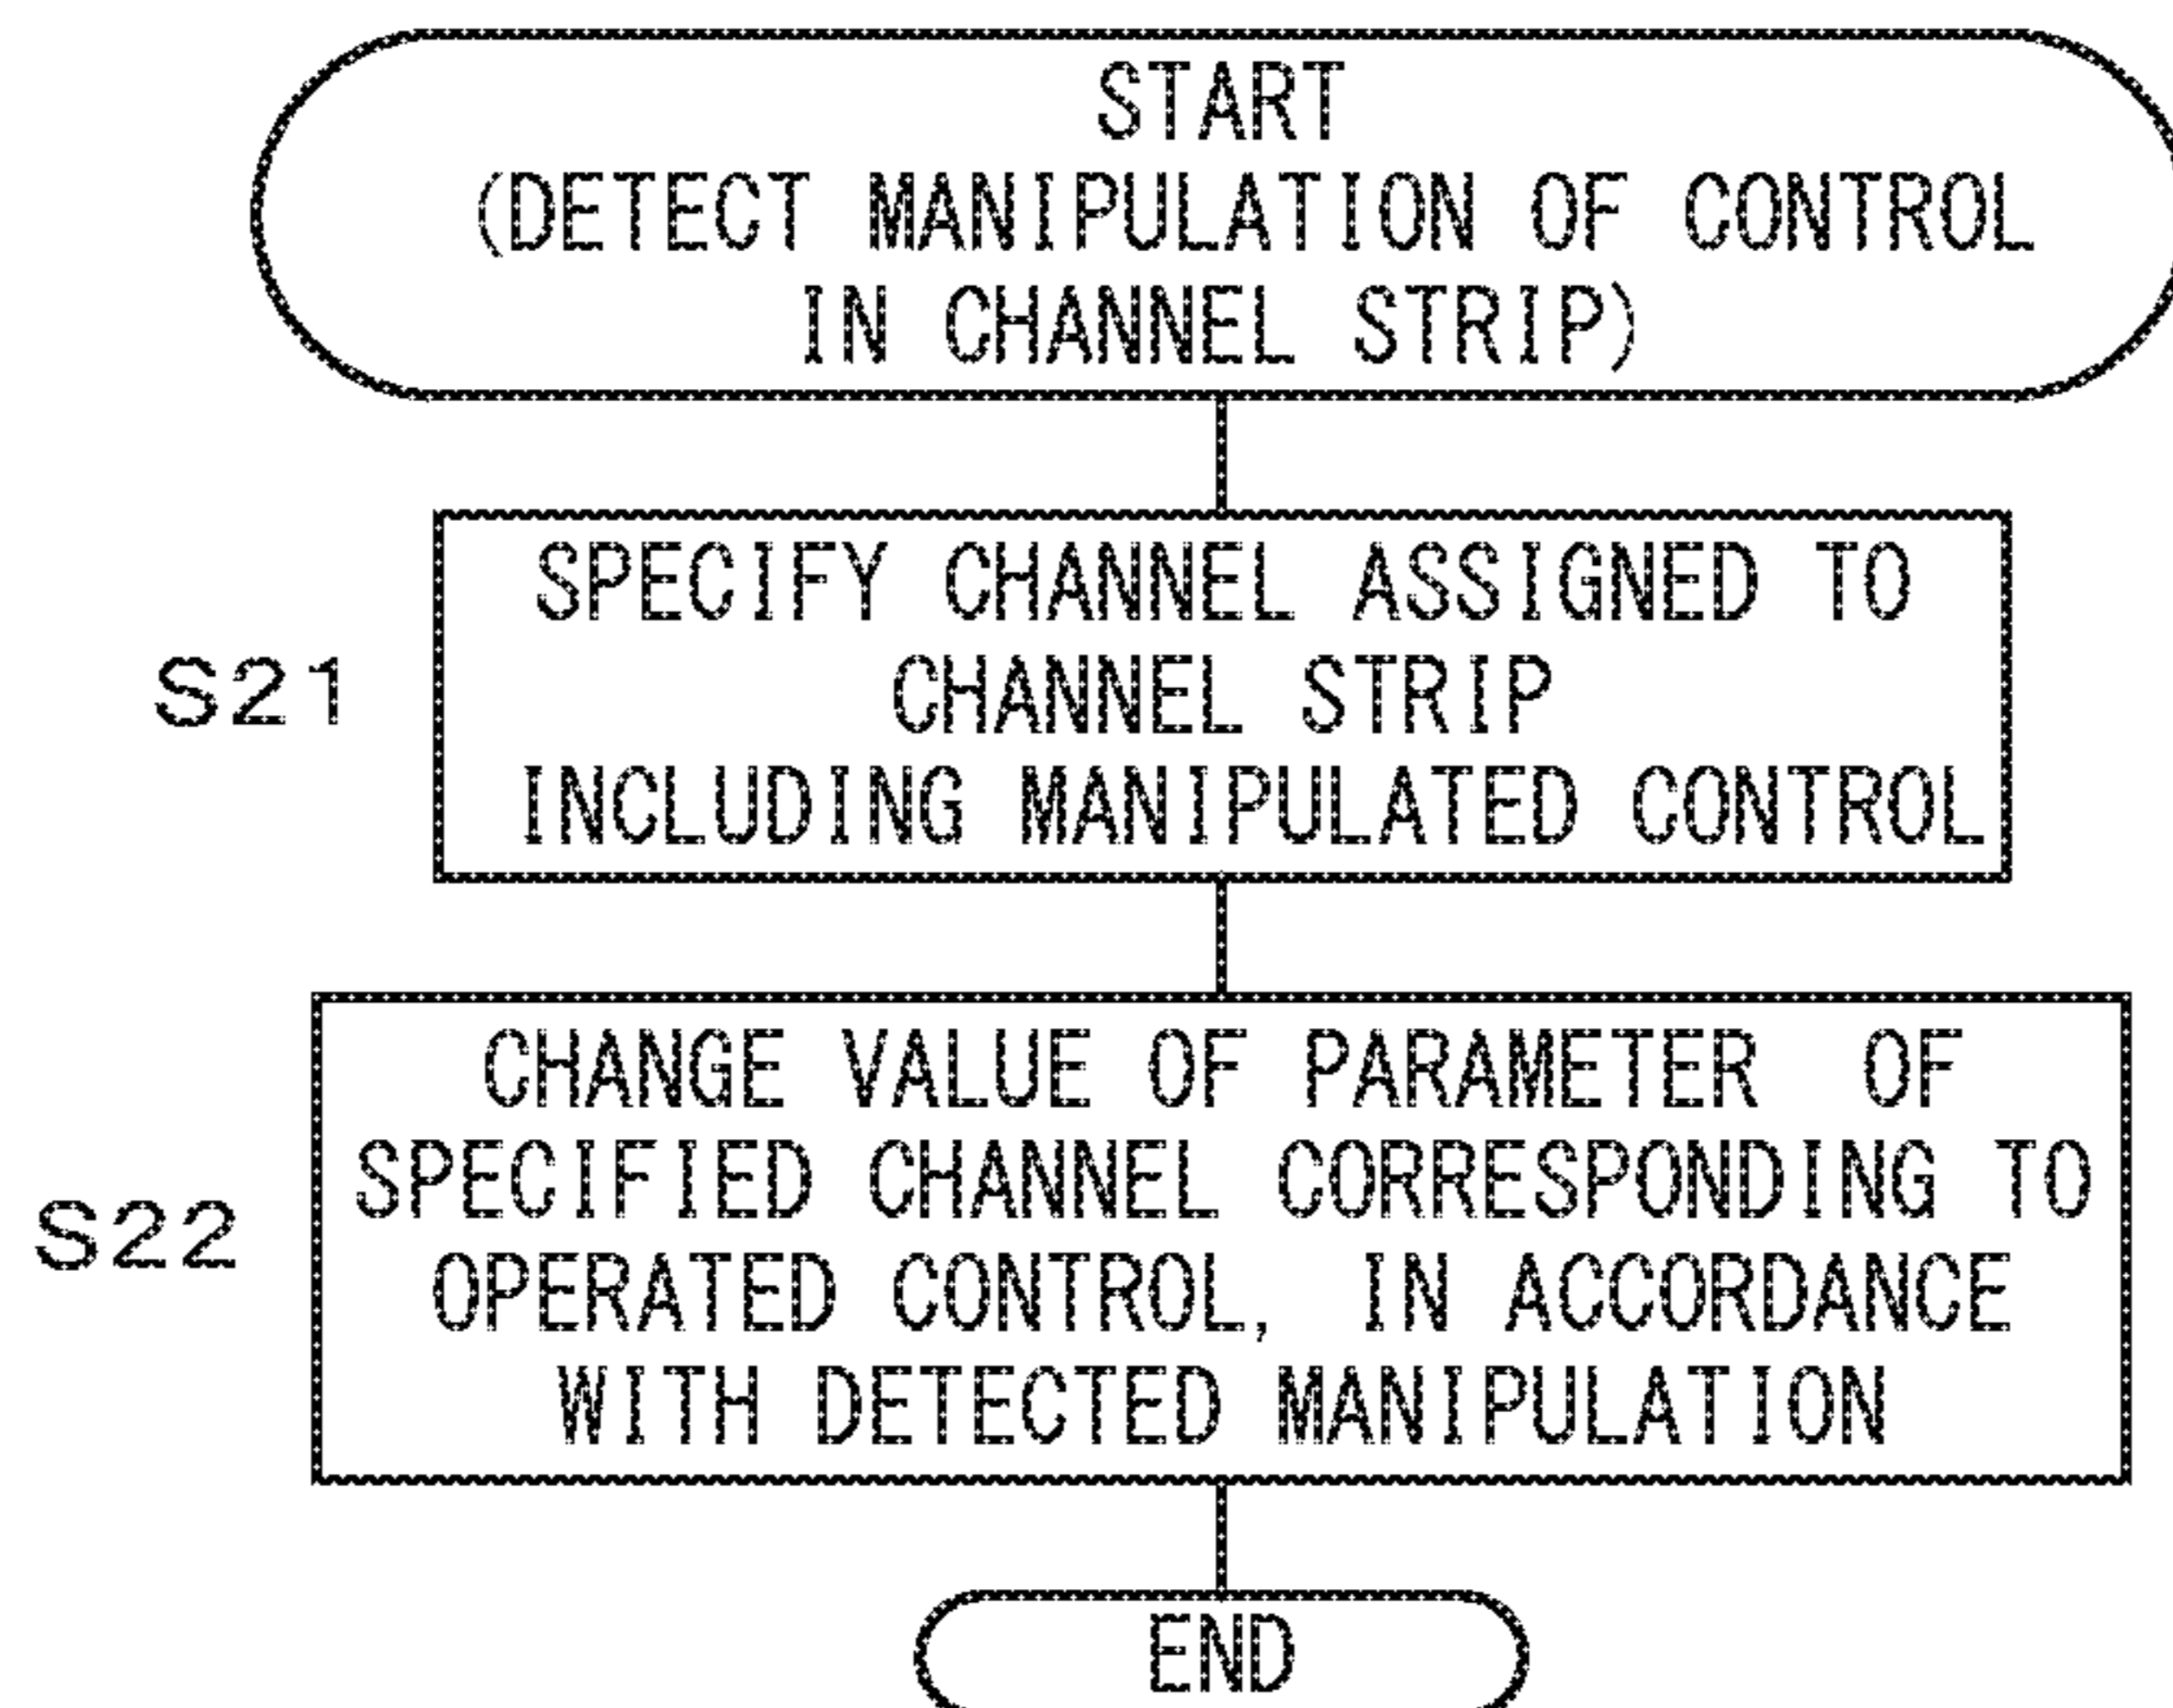 START
(DETECT MANIPULATION OF CONTROL
IN CHANNEL STRIP)
SPECIFY CHANNEL ASSIGNED TO
CHANNEL STRIP
INCLUDING MANIPULATED CONTROL
S21
CHANGE VALUE OF PARAMETER OF
SPECIFIED CHANNEL CORRESPONDING TO
OPERATED CONTROL, IN ACCORDANCE
WITH DETECTED MANIPULATION
S22
END